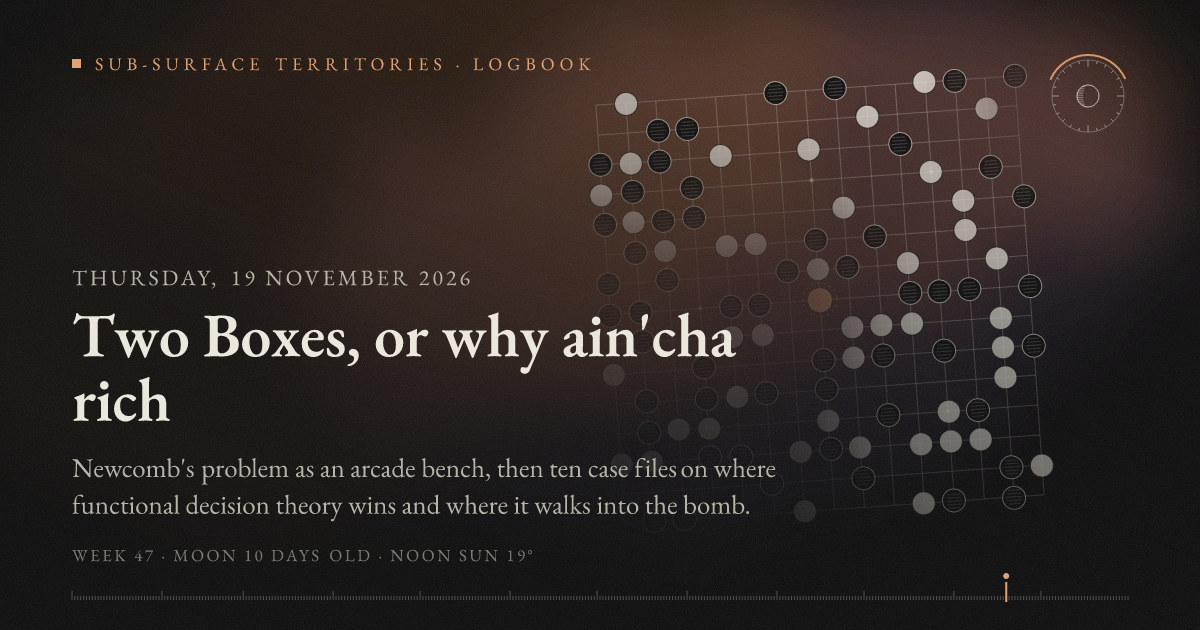 SUB-SURFACE TERRITORIES · LOGBOOK
THURSDAY, 19 NOVEMBER 2026
Two Boxes, or why ain'cha
rich
Newcomb's problem as an arcade bench, then ten case files on where
functional decision theory wins and where it walks into the bomb.
WEEK 47 · MOON 10 DAYS OLD · NOON SUN 19°